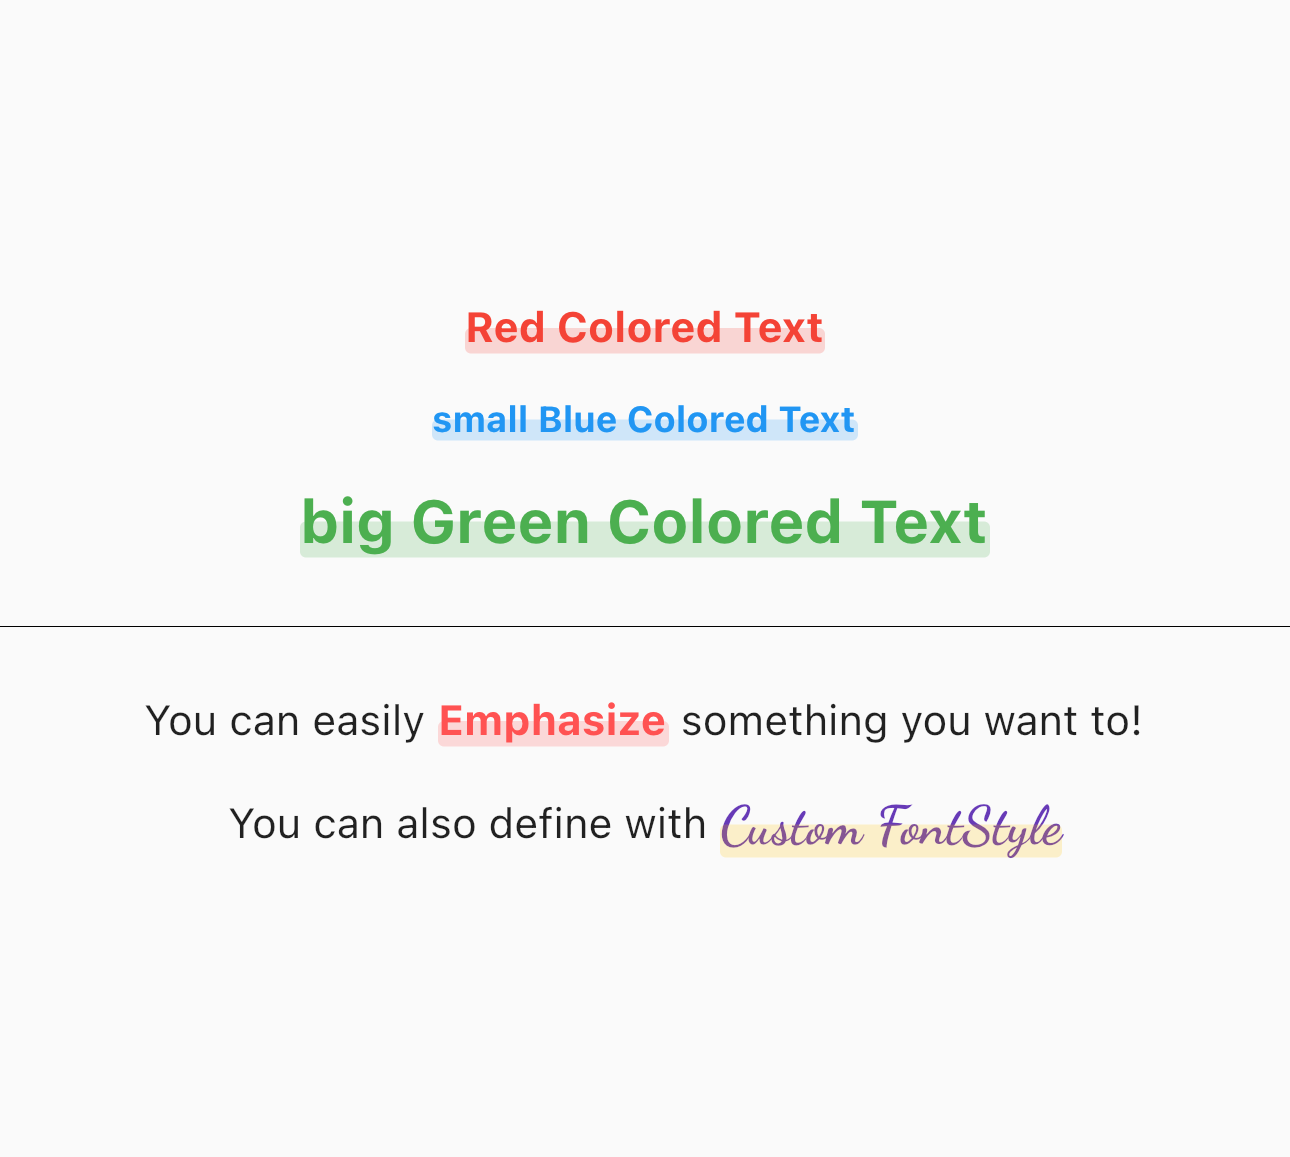 Red Colored Text
small Blue Colored Text
big Green Colored Text
You can easily Emphasize something you want to!
You can also define with Custom FontStyle